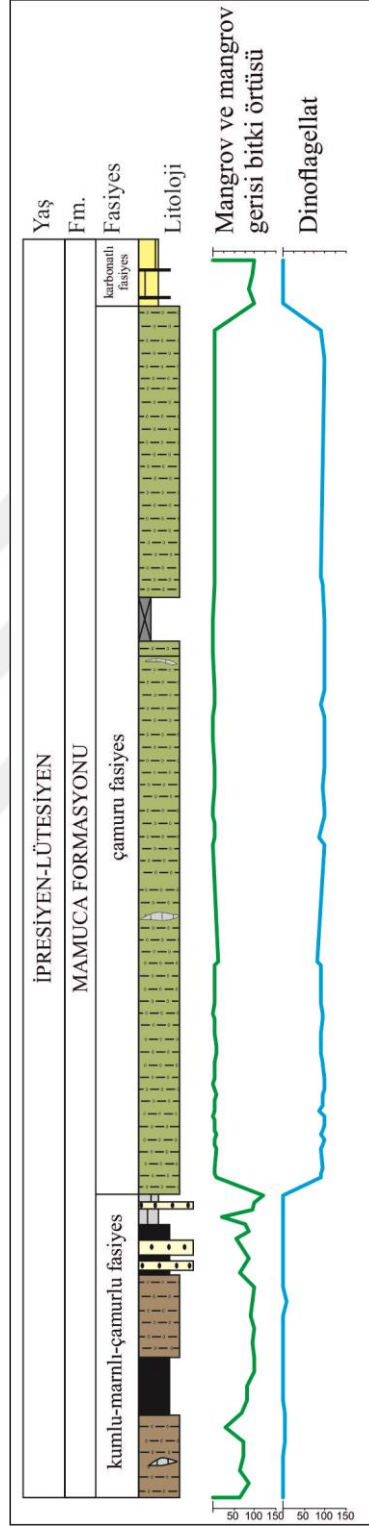 Yaş
İPRESİYEN-LÜTESİYEN
Fm.
MAMUCA FORMASYONU
Fasiyes
kumlu-marnlı-çamurlu fasiyes
çamuru fasiyes
karbonatlı
fasiyes
Litoloji
Mangrov ve mangrov
gerisi bitki örtüsü
50 100 150
Dinoflagellat
50 100 150